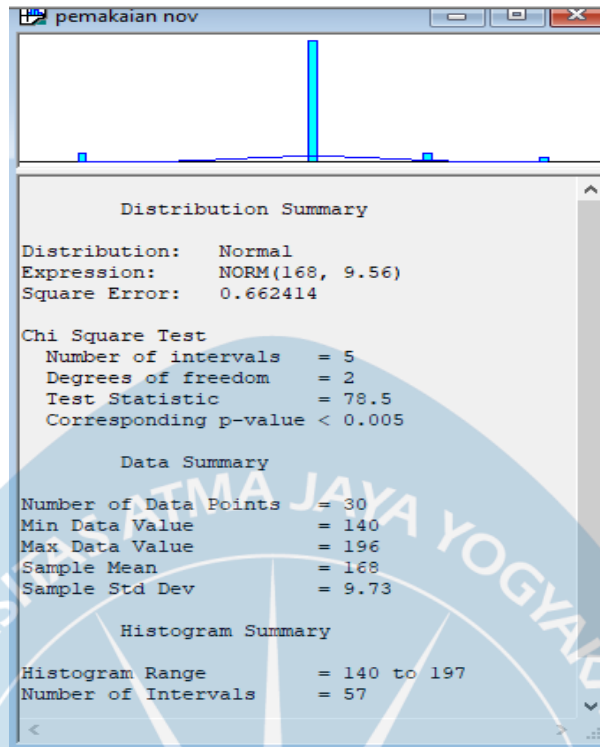 pemakaian nov
Distribution Summary
Distribution: Normal
Expression: NORM(168, 9.56)
Square Error: 0.662414
Chi Square Test
Number of intervals = 5
Degrees of freedom = 2
Test Statistic = 78.5
Corresponding p-value < 0.005
Data Summary
Number of Data Points = 30
Min Data Value = 140
Max Data Value = 196
Sample Mean = 168
Sample Std Dev = 9.73
Histogram Summary
Histogram Range = 140 to 197
Number of Intervals = 57
ATMA JAYA